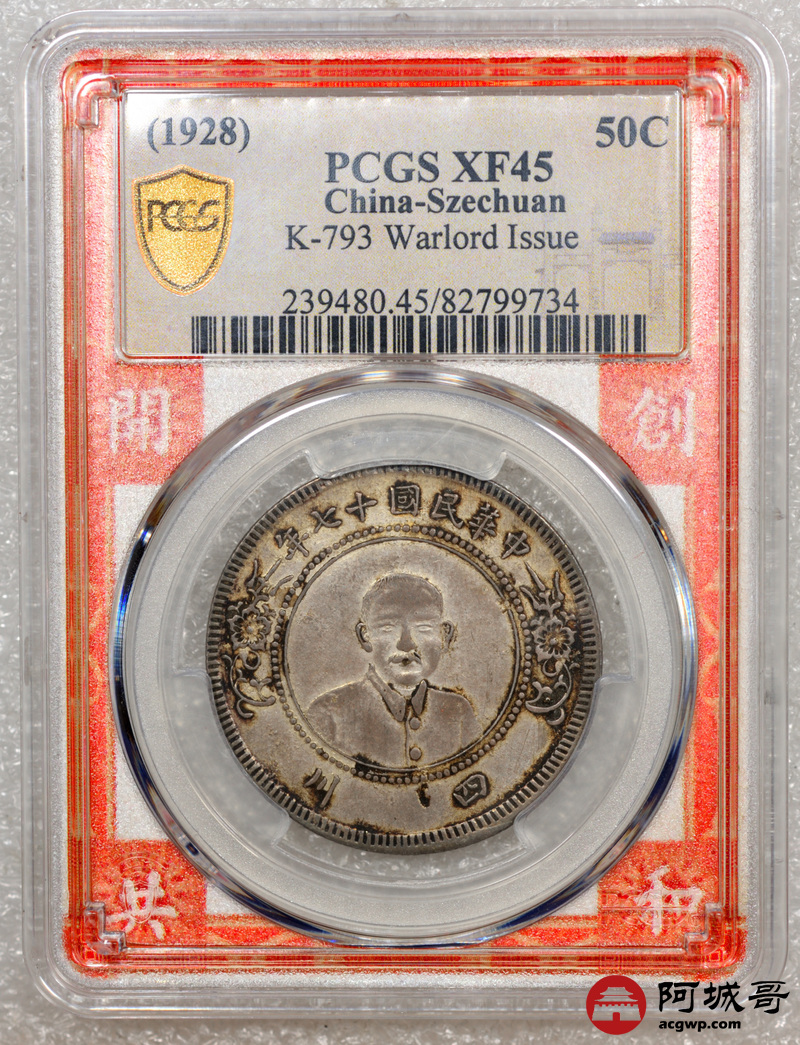 (1928) 50C
PCGS XF45
China-Szechuan
K-793 Warlord Issue
PCGS
239480.45/82799734
開 創
年七十國民華中
川 四
共 和
阿城哥
acgwp.com